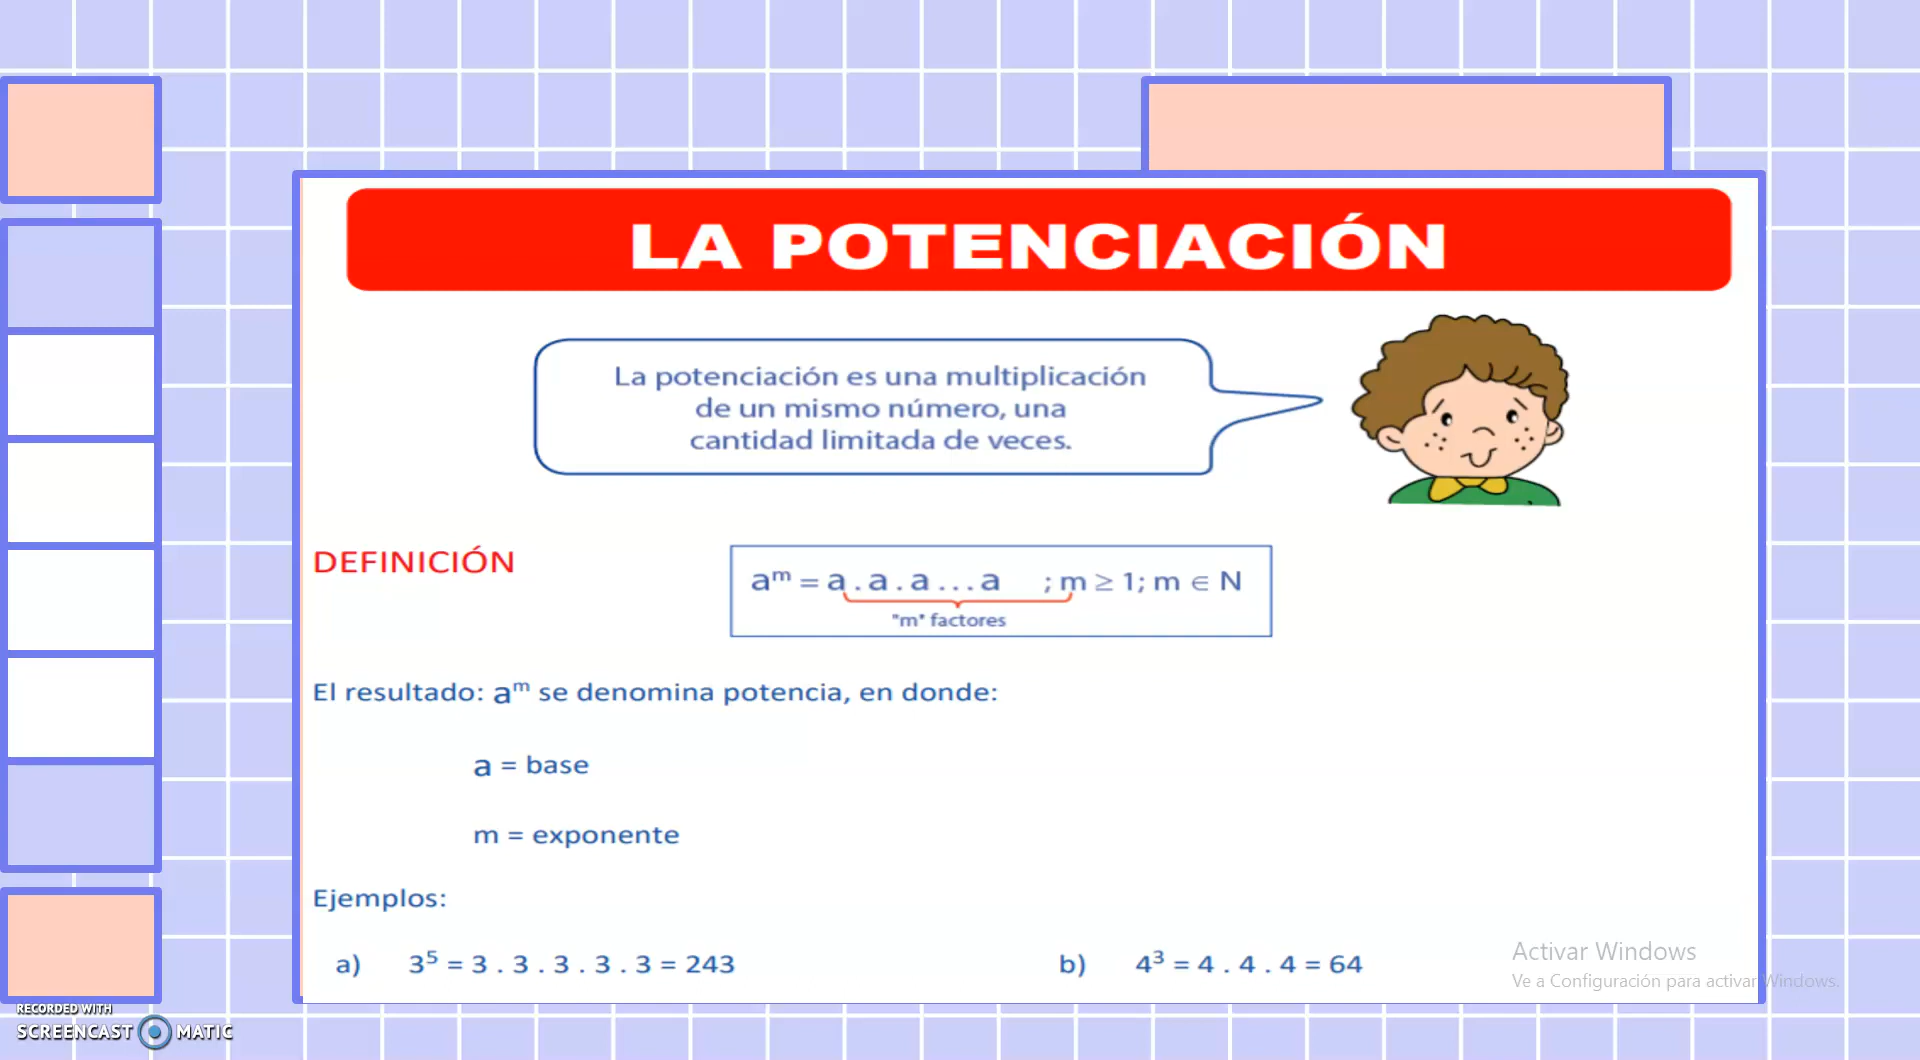 LA POTENCIACIÓN
La potenciación es una multiplicación
de un mismo número, una
cantidad limitada de veces.
DEFINICIÓN
aᵐ = a . a . a ... a ; m ≥ 1; m ∈ N
"m" factores
El resultado: aᵐ se denomina potencia, en donde:
a = base
m = exponente
Ejemplos:
a) 3⁵ = 3 . 3 . 3 . 3 . 3 = 243
b) 4³ = 4 . 4 . 4 = 64
Activar Windows
Ve a Configuración para activar Windows.
RECORDED WITH
SCREENCAST MATIC